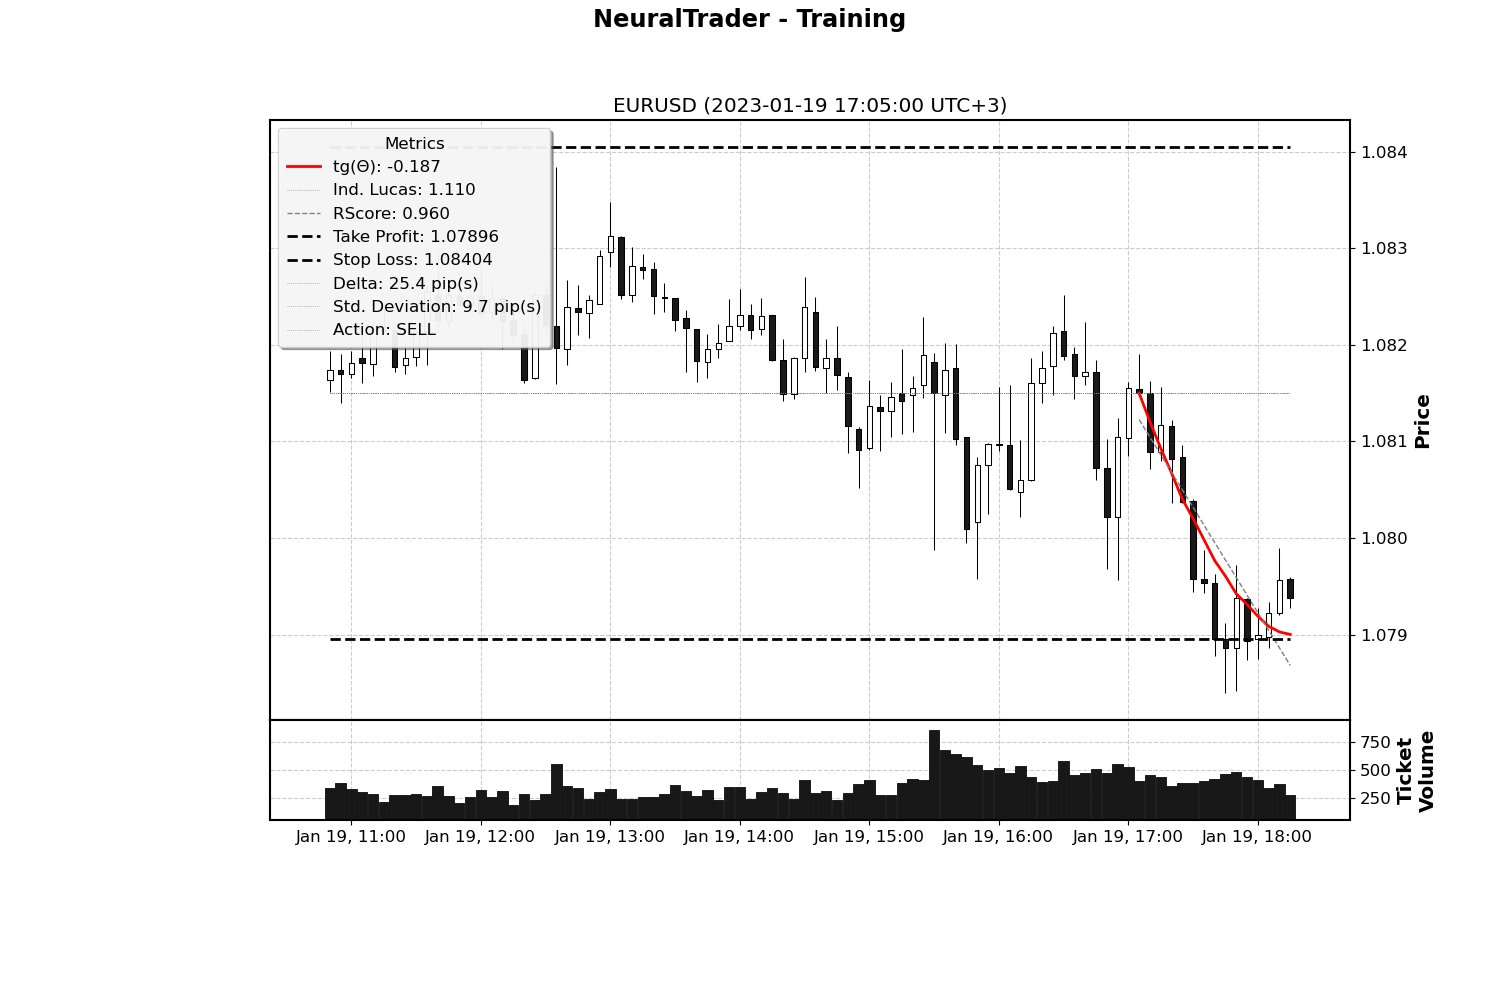 NeuralTrader - Training
EURUSD (2023-01-19 17:05:00 UTC+3)
Metrics
tg(Θ): -0.187
Ind. Lucas: 1.110
RScore: 0.960
Take Profit: 1.07896
Stop Loss: 1.08404
Delta: 25.4 pip(s)
Std. Deviation: 9.7 pip(s)
Action: SELL
1.084
1.083
1.082
1.081
1.080
1.079
Price
750
500
250
Ticket
Volume
Jan 19, 11:00
Jan 19, 12:00
Jan 19, 13:00
Jan 19, 14:00
Jan 19, 15:00
Jan 19, 16:00
Jan 19, 17:00
Jan 19, 18:00